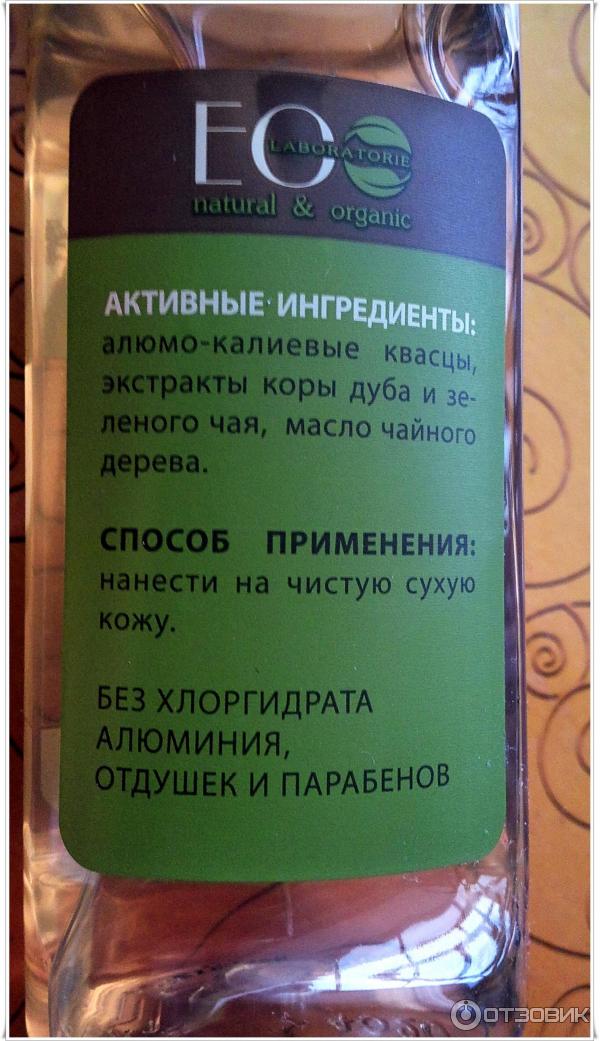 ECO
LABORATORIE
natural & organic
АКТИВНЫЕ ИНГРЕДИЕНТЫ:
алюмо-калиевые квасцы,
экстракты коры дуба и зе-
леного чая, масло чайного
дерева.
СПОСОБ ПРИМЕНЕНИЯ:
нанести на чистую сухую
кожу.
БЕЗ ХЛОРГИДРАТА
АЛЮМИНИЯ,
ОТДУШЕК И ПАРАБЕНОВ
ОТЗОВИК